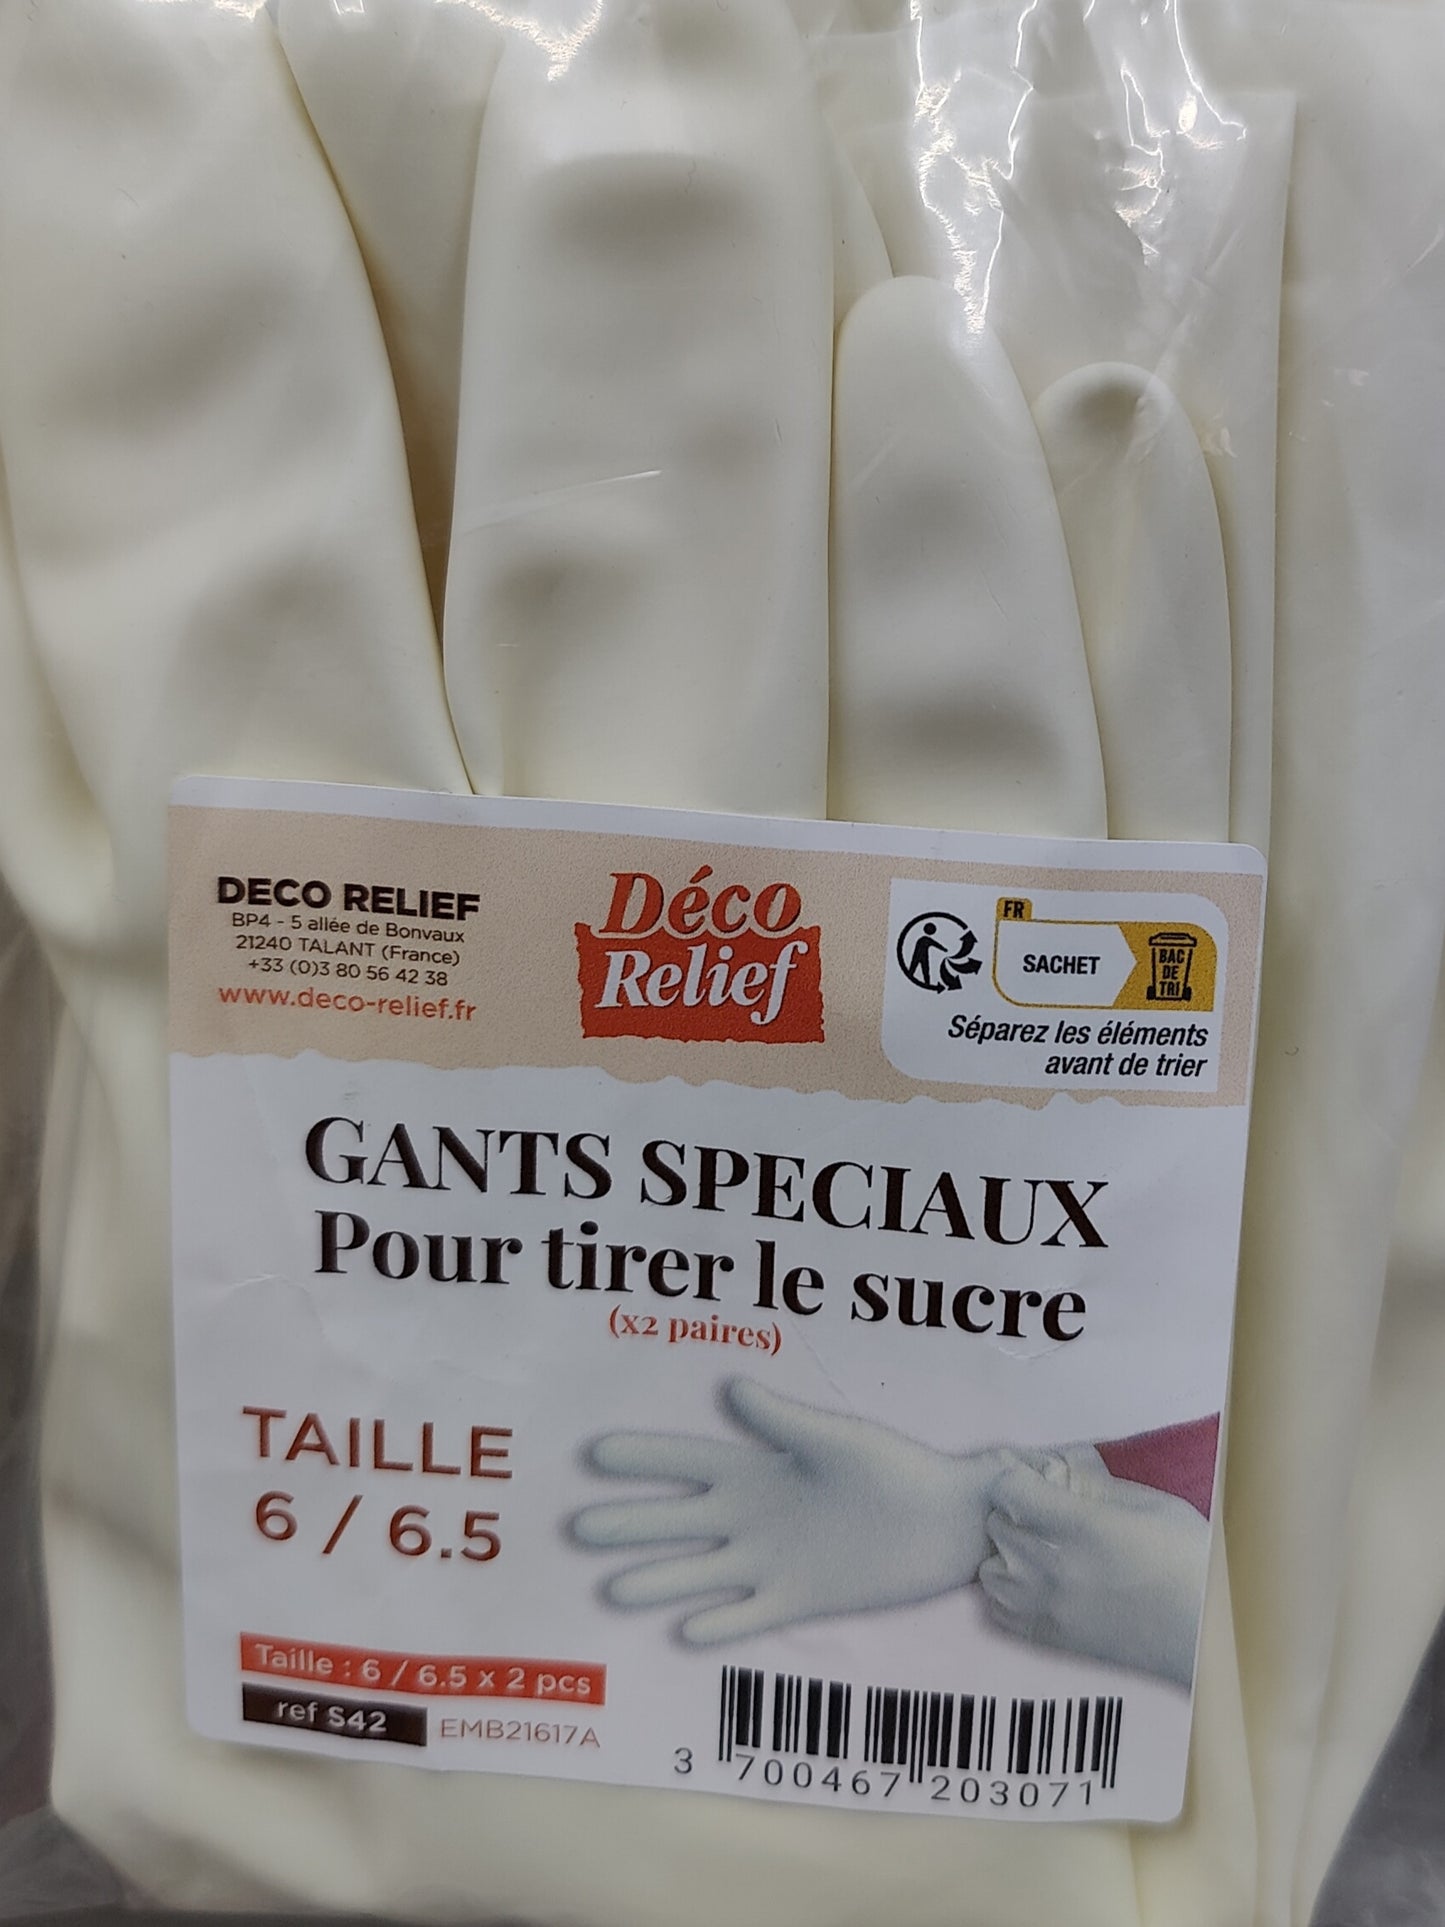 DECO RELIEF
BP4 - 5 allée de Bonvaux
21240 TALANT (France)
+33 (0)3 80 56 42 38
www.deco-relief.fr
Déco
Relief
FR
SACHET
BAC
DE
TRI
Séparez les éléments
avant de trier
GANTS SPECIAUX
Pour tirer le sucre
(x2 paires)
TAILLE
6 / 6.5
Taille : 6 / 6.5 x 2 pcs
ref S42 EMB21617A
3 700467 203071